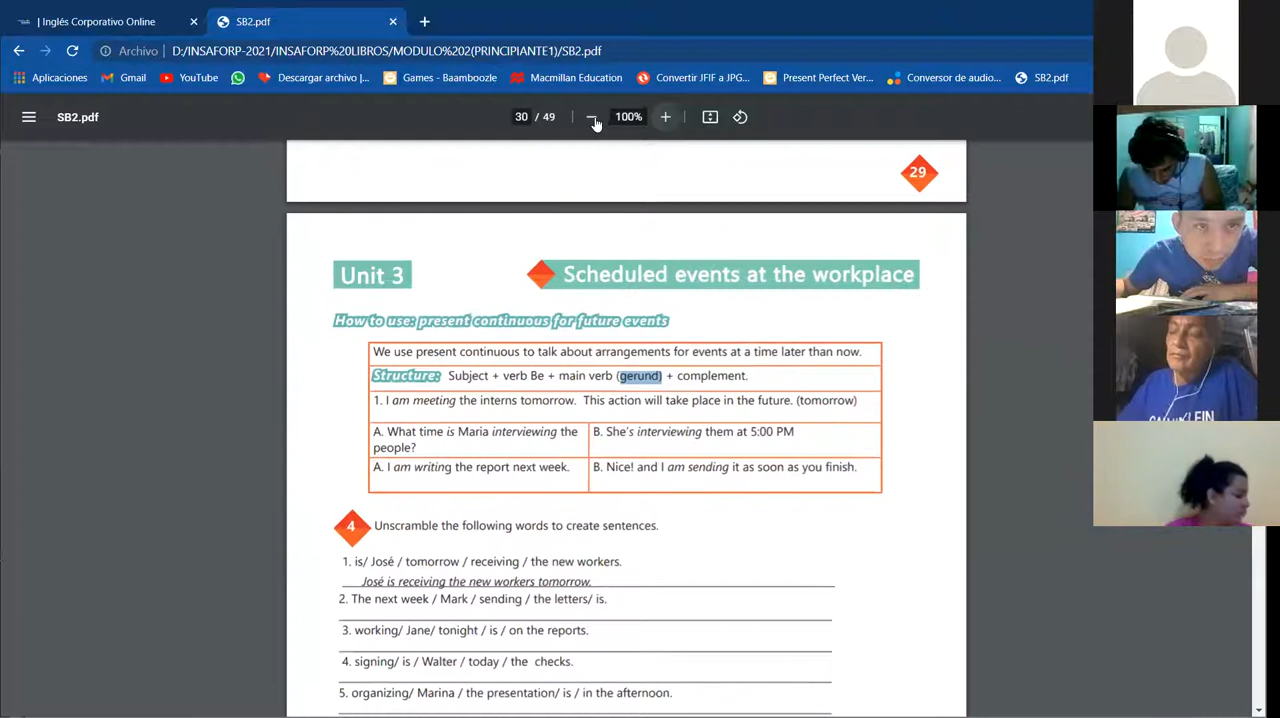 | Inglés Corporativo Online
SB2.pdf
Archivo
D:/INSAFORP-2021/INSAFORP%20LIBROS/MODULO%202(PRINCIPIANTE1)/SB2.pdf
Aplicaciones
Gmail
YouTube
Descargar archivo |...
Games - Baamboozle
Macmillan Education
Convertir JFIF a JPG...
Present Perfect Ver...
Conversor de audio...
SB2.pdf
SB2.pdf
30 / 49
100%
29
Unit 3
Scheduled events at the workplace
How to use: present continuous for future events
We use present continuous to talk about arrangements for events at a time later than now.
Structure: Subject + verb Be + main verb (gerund) + complement.
1. I am meeting the interns tomorrow. This action will take place in the future. (tomorrow)
A. What time is Maria interviewing the people?
B. She's interviewing them at 5:00 PM
A. I am writing the report next week.
B. Nice! and I am sending it as soon as you finish.
4
Unscramble the following words to create sentences.
1. is/ José / tomorrow / receiving / the new workers.
José is receiving the new workers tomorrow.
2. The next week / Mark / sending / the letters/ is.
3. working/ Jane/ tonight / is / on the reports.
4. signing/ is / Walter / today / the checks.
5. organizing/ Marina / the presentation/ is / in the afternoon.